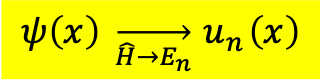 ψ(x) ⟶ uₙ(x)
Ĥ→Eₙ